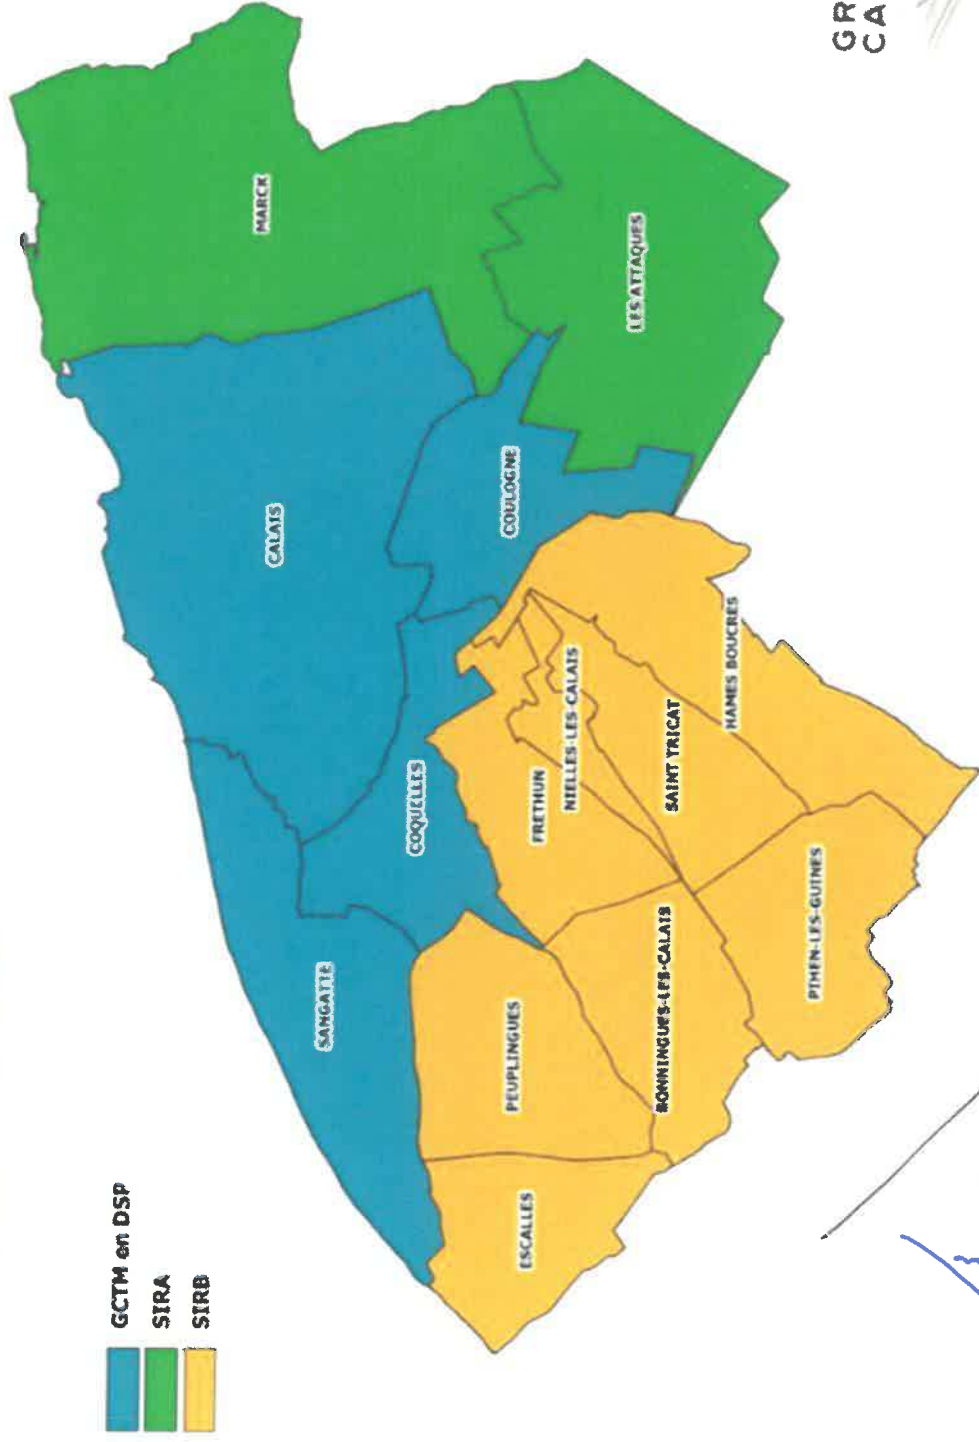 GCTM en DSP
SIRA
SIRB
MARCK
CALAIS
LES ATTAQUES
COULOGNE
SANGATTE
COQUELLES
FRETHUN
NIELLES-LES-CALAIS
HAMES BOUCRES
SAINT TRICAT
PEUPLINGUES
BONNINGUES-LES-CALAIS
PIHEN-LES-GUINES
ESCALLES
GR
CA